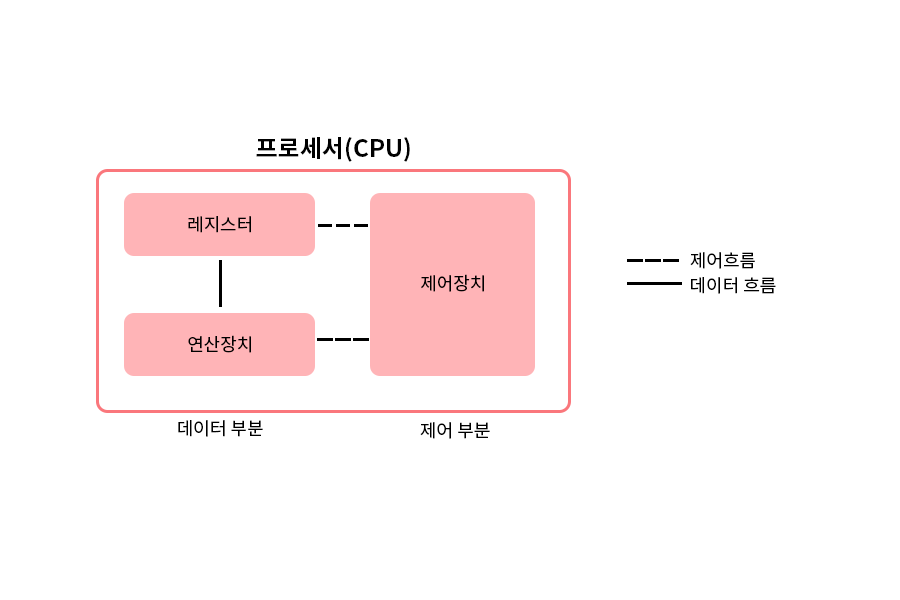 프로세서(CPU)
레지스터
제어장치
연산장치
데이터 부분
제어 부분
제어흐름
데이터 흐름